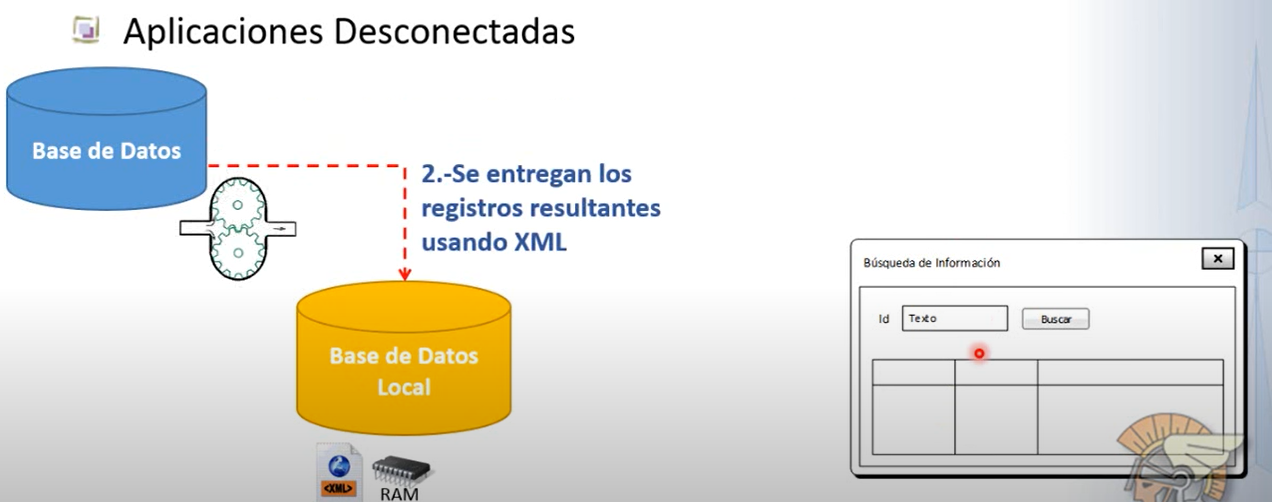 Aplicaciones Desconectadas
Base de Datos
2.-Se entregan los
registros resultantes
usando XML
Base de Datos
Local
<XML>
RAM
Búsqueda de Información
x
Id
Texto
Buscar